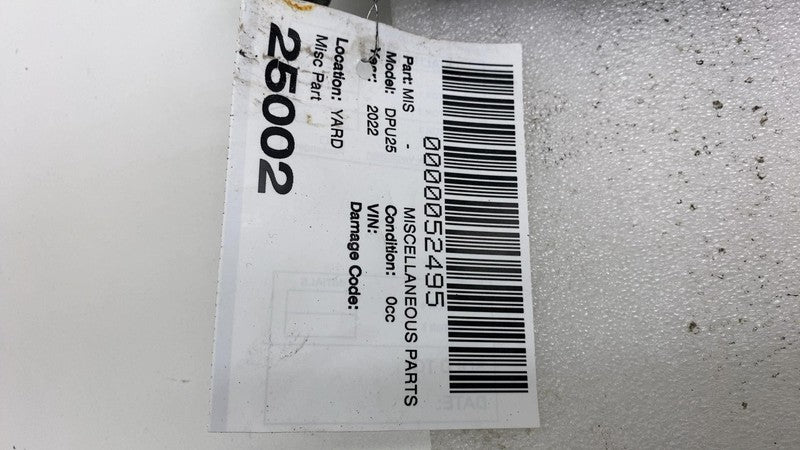 0000052495
Part: MIS - MISCELLANEOUS PARTS
Model: DPU25 Condition: 0cc
Year: 2022 VIN:
Damage Code:
Location: YARD
Misc Part
25002
DATE: